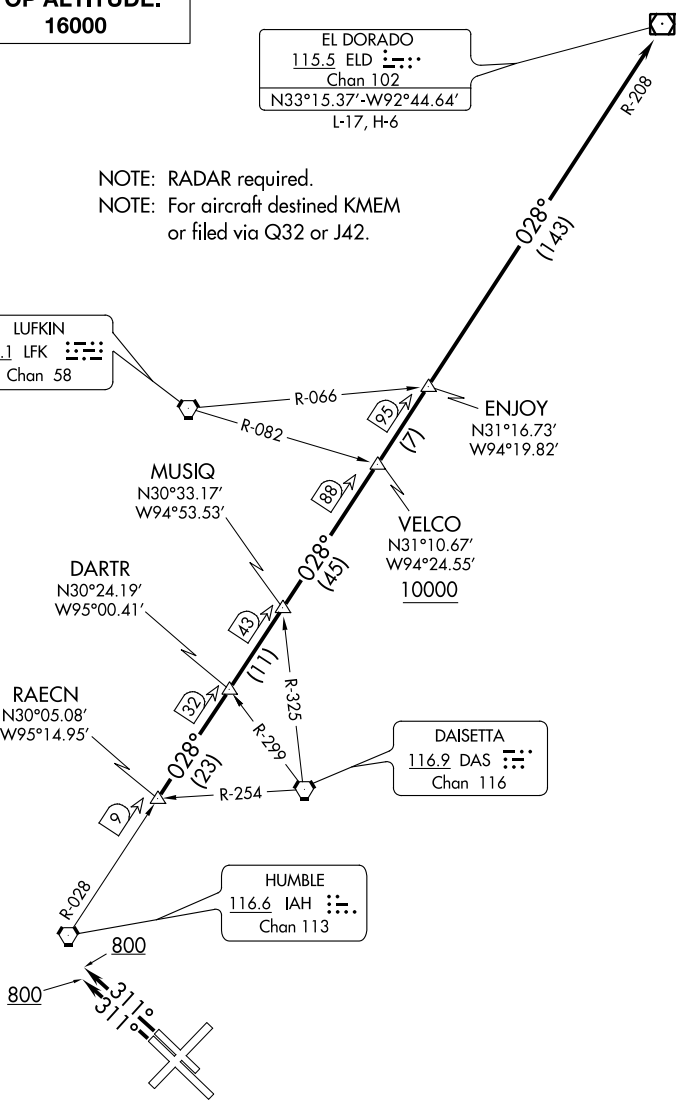 16000
EL DORADO
115.5 ELD
Chan 102
N33°15.37'-W92°44.64'
L-17, H-6
R-208
NOTE: RADAR required.
NOTE: For aircraft destined KMEM
or filed via Q32 or J42.
028°
(143)
LUFKIN
.1 LFK
Chan 58
R-066
R-082
95
(7)
ENJOY
N31°16.73'
W94°19.82'
88
VELCO
N31°10.67'
W94°24.55'
10000
MUSIQ
N30°33.17'
W94°53.53'
028°
(45)
DARTR
N30°24.19'
W95°00.41'
43
(11)
R-325
RAECN
N30°05.08'
W95°14.95'
32
R-299
028°
(23)
R-254
DAISETTA
116.9 DAS
Chan 116
9
R-028
HUMBLE
116.6 IAH
Chan 113
800
800
311°
311°